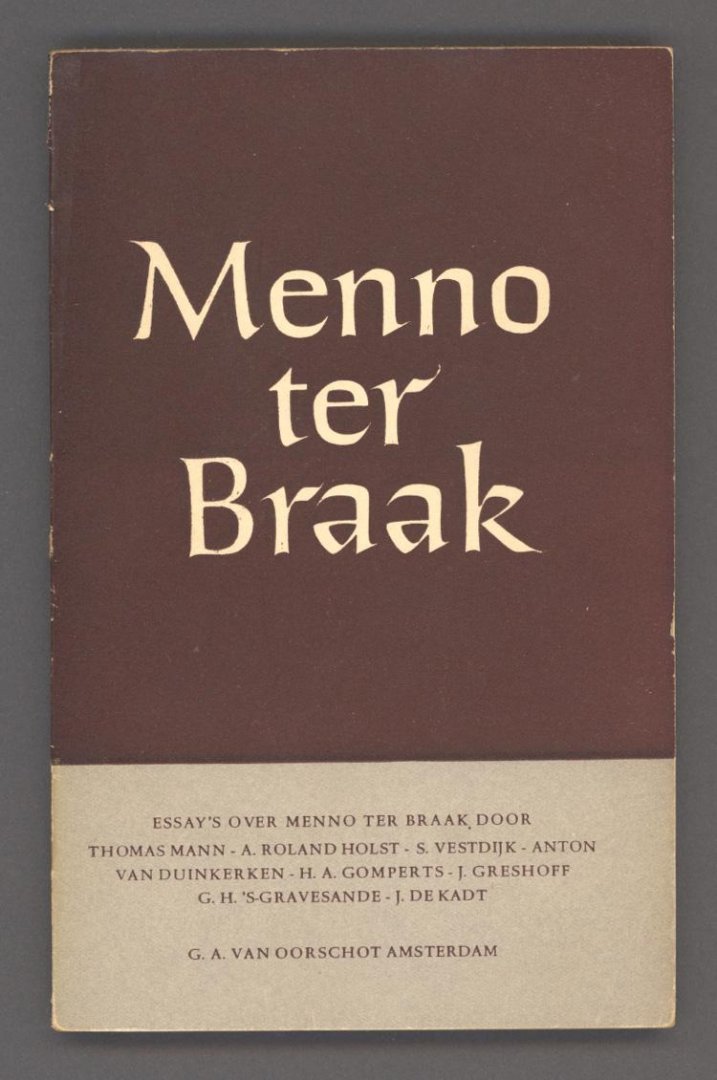 Menno
ter
Braak
ESSAY'S OVER MENNO TER BRAAK DOOR
THOMAS MANN - A. ROLAND HOLST - S. VESTDIJK - ANTON
VAN DUINKERKEN - H. A. GOMPERTS - J. GRESHOFF
G. H. 'S-GRAVESANDE - J. DE KADT
G. A. VAN OORSCHOT AMSTERDAM